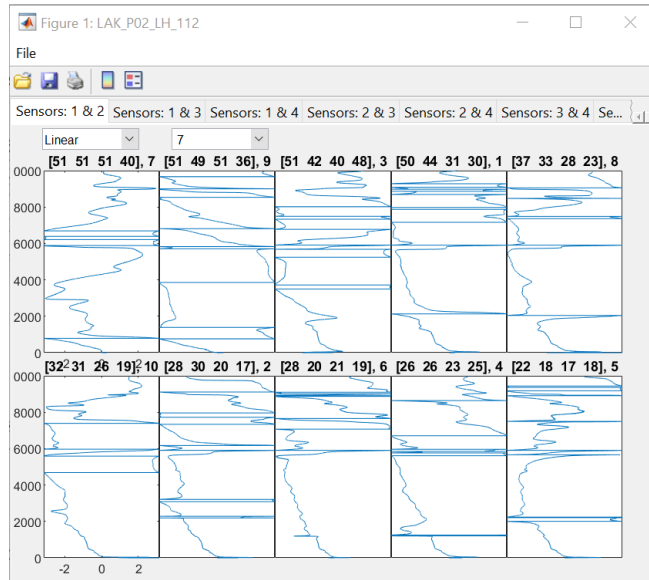 Figure 1: LAK_P02_LH_112
File
Sensors: 1 & 2 Sensors: 1 & 3 Sensors: 1 & 4 Sensors: 2 & 3 Sensors: 2 & 4 Sensors: 3 & 4 Se...
Linear 7
[51 51 51 40], 7 [51 49 51 36], 9 [51 42 40 48], 3 [50 44 31 30], 1 [37 33 28 23], 8
0000
8000
6000
4000
2000
0
-2 0 2
[32 31 26 19], 10 [28 30 20 17], 2 [28 20 21 19], 6 [26 26 23 25], 4 [22 18 17 18], 5
0000
8000
6000
4000
2000
0
-2 0 2